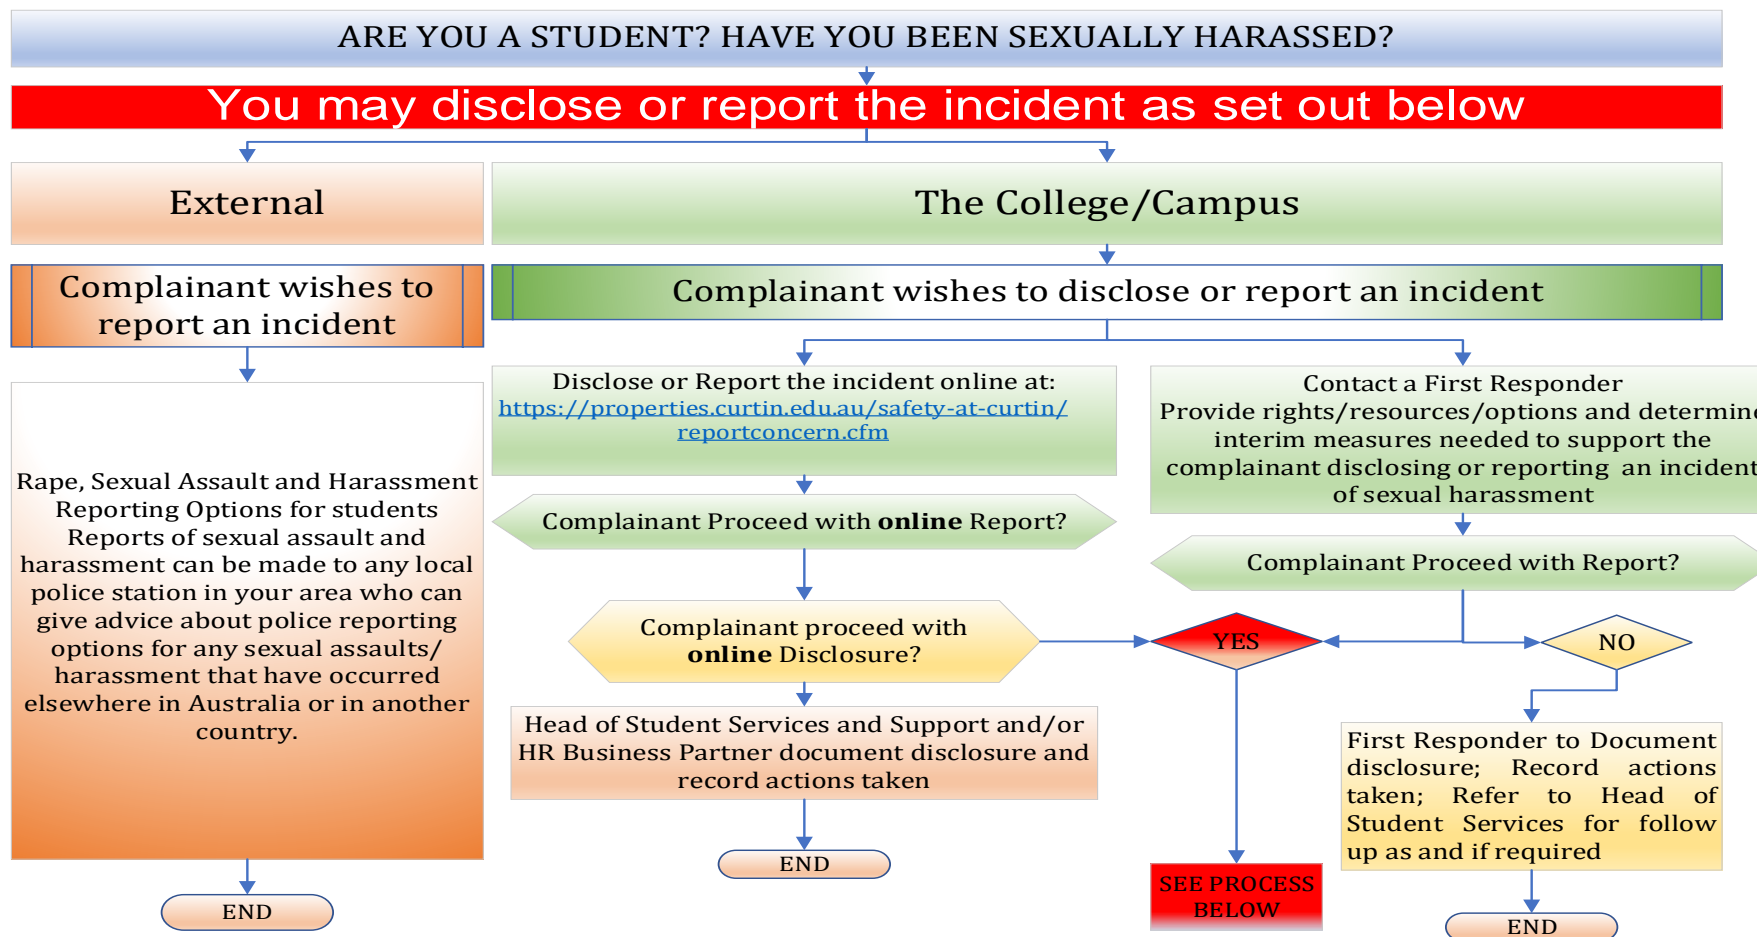 ARE YOU A STUDENT? HAVE YOU BEEN SEXUALLY HARASSED?
You may disclose or report the incident as set out below
External
The College/Campus
Complainant wishes to
report an incident
Complainant wishes to disclose or report an incident
Rape, Sexual Assault and Harassment
Reporting Options for students
Reports of sexual assault and
harassment can be made to any local
police station in your area who can
give advice about police reporting
options for any sexual assaults/
harassment that have occurred
elsewhere in Australia or in another
country.
END
Disclose or Report the incident online at:
https://properties.curtin.edu.au/safety-at-curtin/
reportconcern.cfm
Complainant Proceed with online Report?
Complainant proceed with
online Disclosure?
Head of Student Services and Support and/or
HR Business Partner document disclosure and
record actions taken
END
Contact a First Responder
Provide rights/resources/options and determine
interim measures needed to support the
complainant disclosing or reporting an incident
of sexual harassment
Complainant Proceed with Report?
YES
SEE PROCESS
BELOW
NO
First Responder to Document
disclosure; Record actions
taken; Refer to Head of
Student Services for follow
up as and if required
END